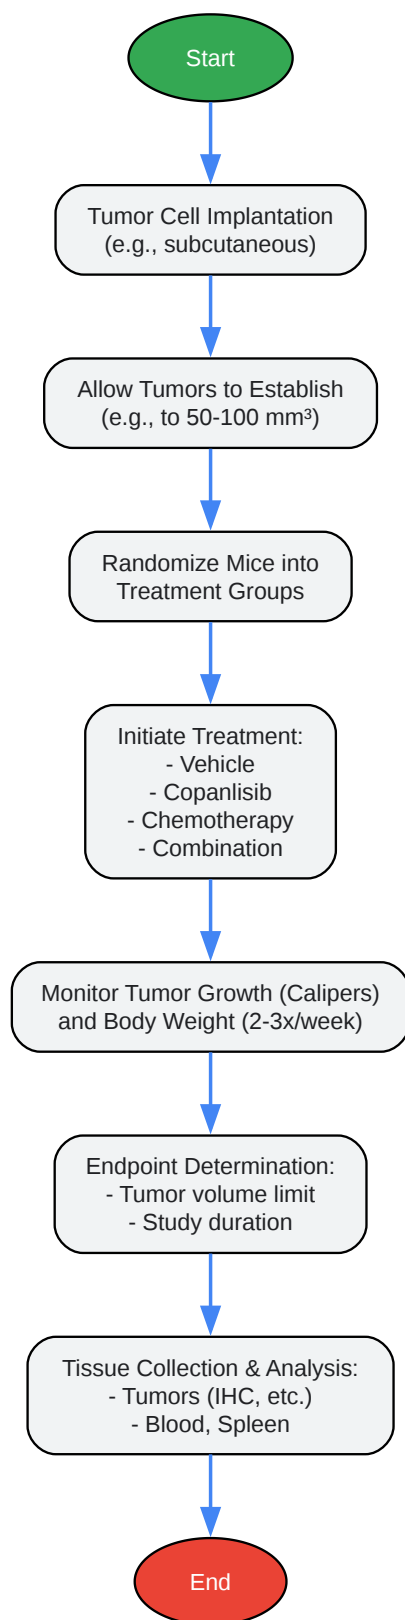 Start
Tumor Cell Implantation
(e.g., subcutaneous)
Allow Tumors to Establish
(e.g., to 50-100 mm³)
Randomize Mice into
Treatment Groups
Initiate Treatment:
- Vehicle
- Copanlisib
- Chemotherapy
- Combination
Monitor Tumor Growth (Calipers)
and Body Weight (2-3x/week)
Endpoint Determination:
- Tumor volume limit
- Study duration
Tissue Collection & Analysis:
- Tumors (IHC, etc.)
- Blood, Spleen
End